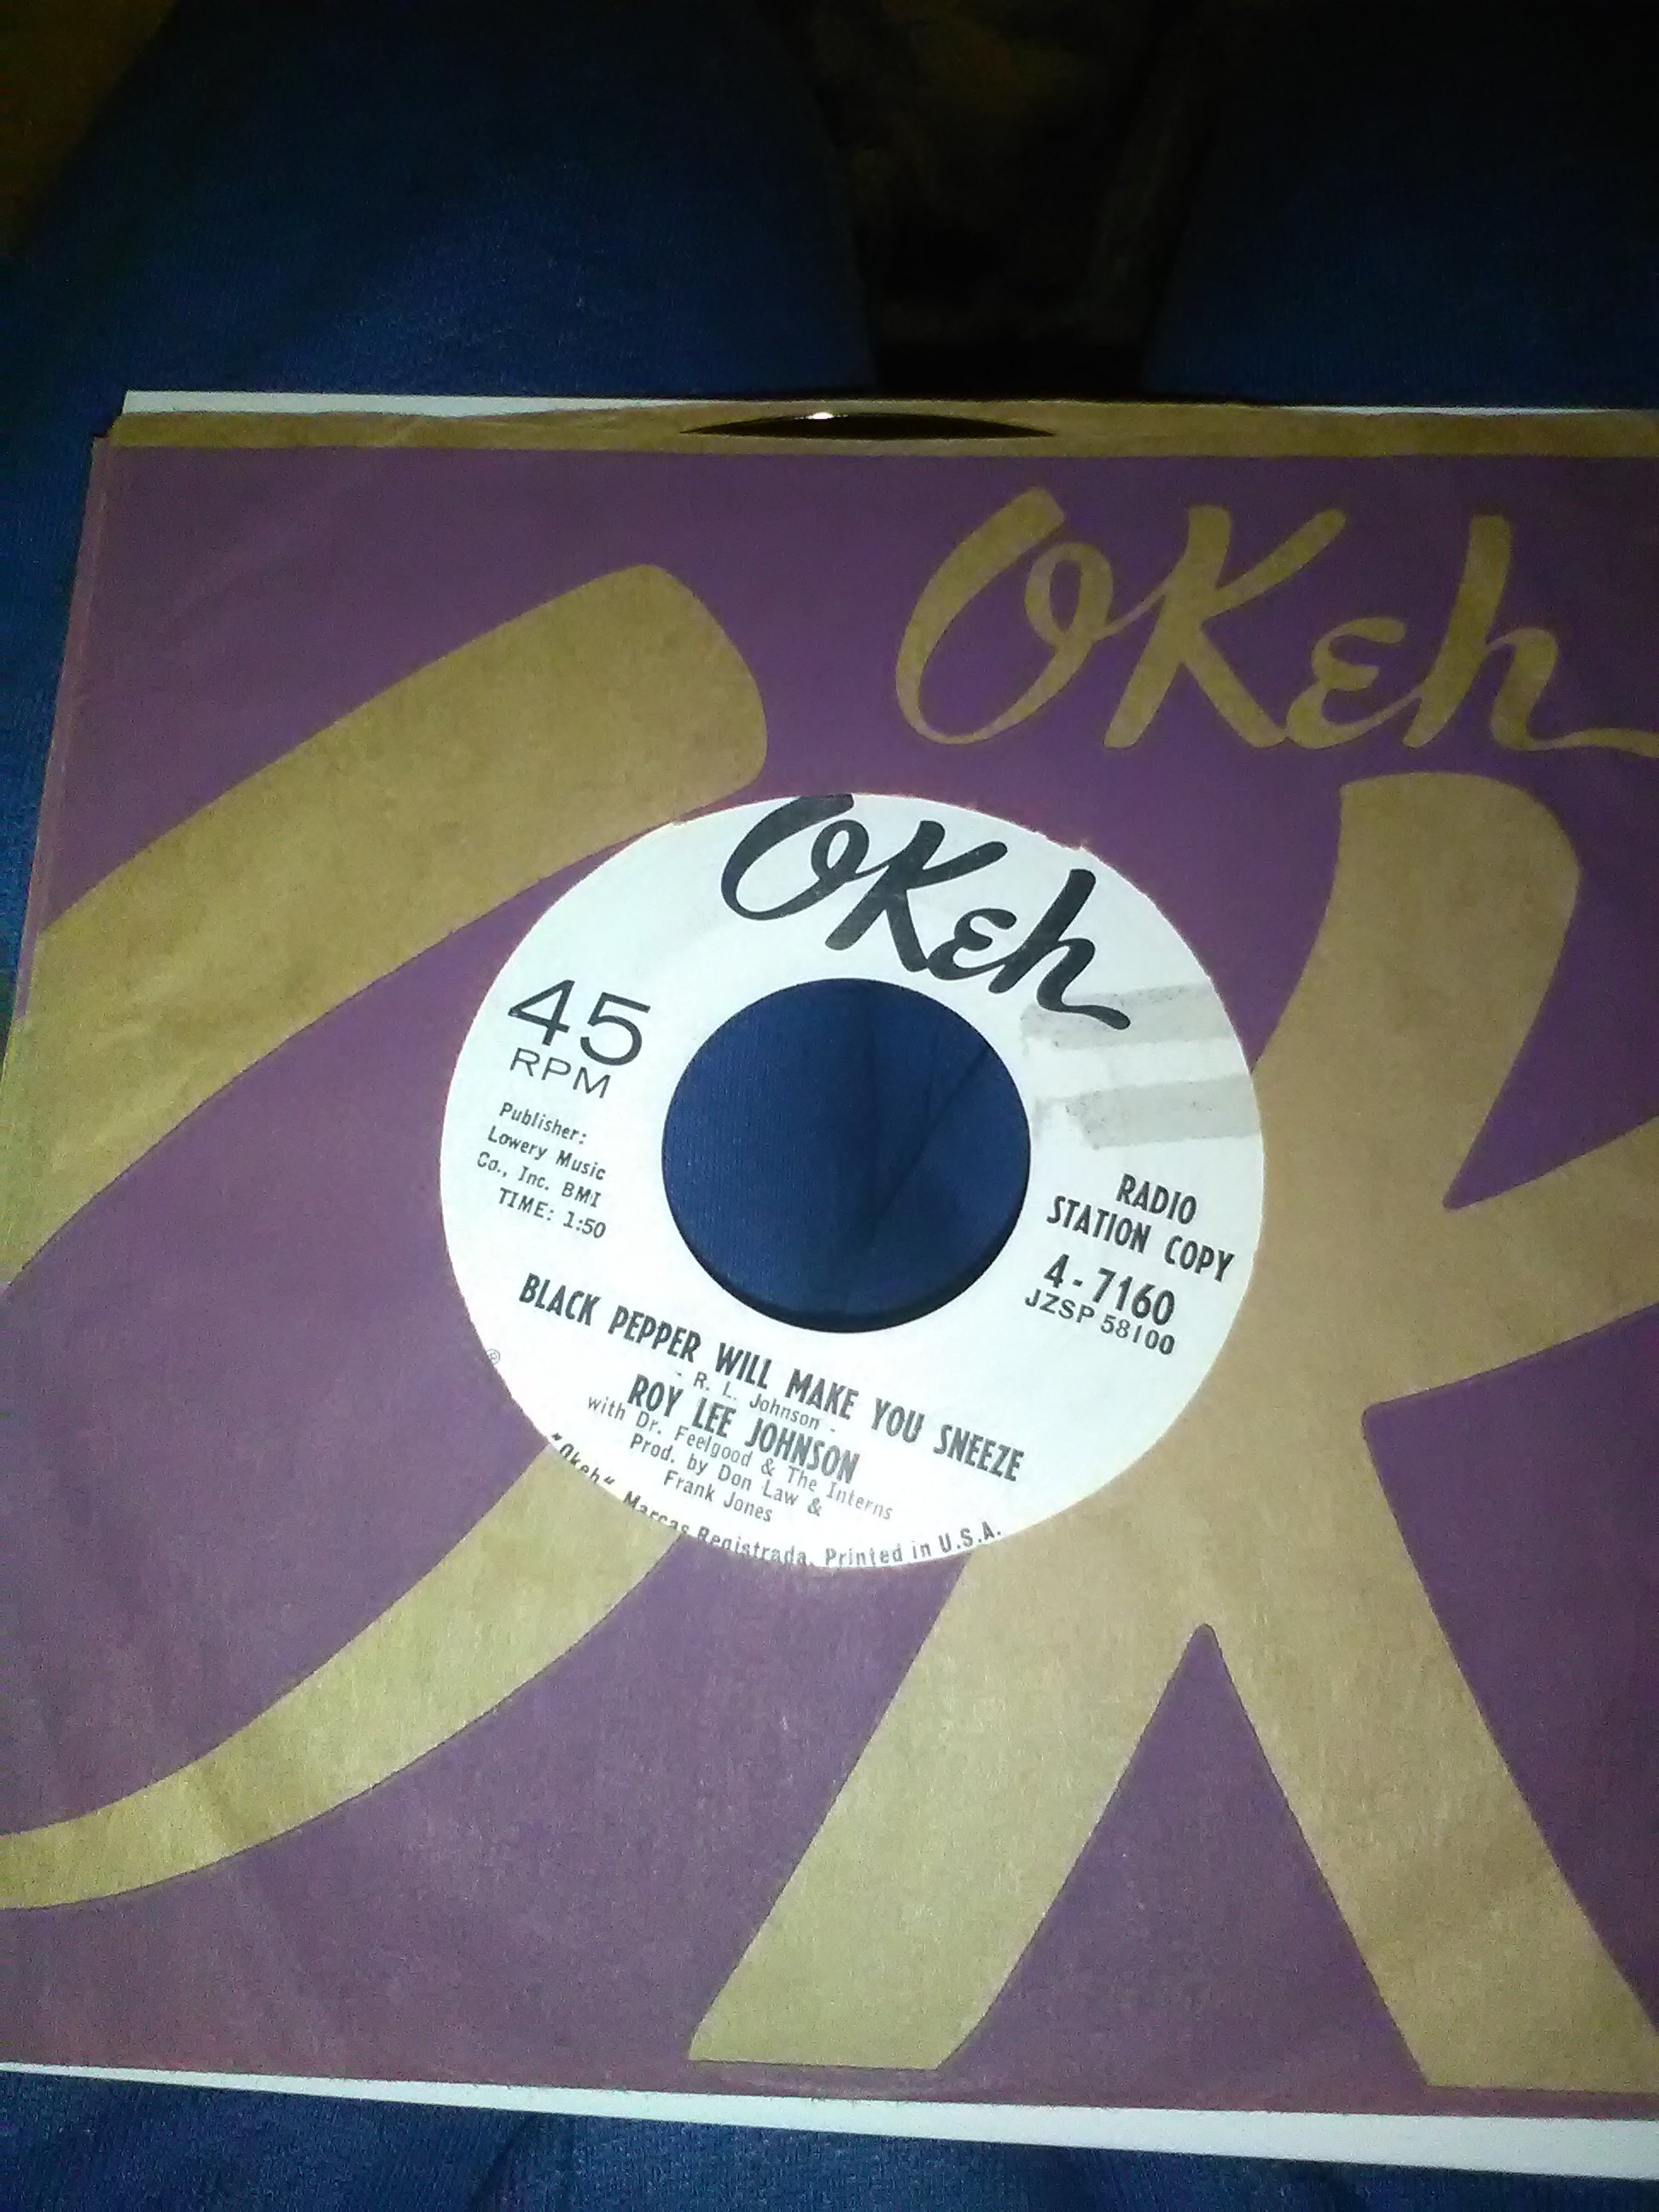 OKeh
OKeh
45
RPM
Publisher:
Lowery Music
Co., Inc. BMI
TIME: 1:50
RADIO
STATION COPY
4-7160
JZSP 58100
BLACK PEPPER WILL MAKE YOU SNEEZE
- R. L. Johnson -
ROY LEE JOHNSON
with Dr. Feelgood & The Interns
Prod. by Don Law &
Frank Jones
®
"Okeh" Marcas Registrada. Printed in U.S.A.